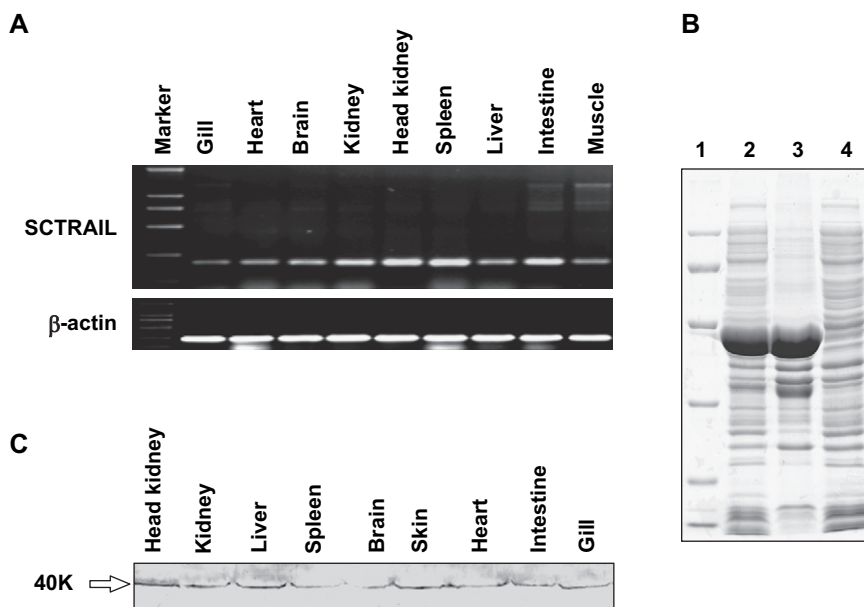 A
Marker
Gill
Heart
Brain
Kidney
Head kidney
Spleen
Liver
Intestine
Muscle
SCTRAIL
β-actin
B
1 2 3 4
C
Head kidney
Kidney
Liver
Spleen
Brain
Skin
Heart
Intestine
Gill
40K